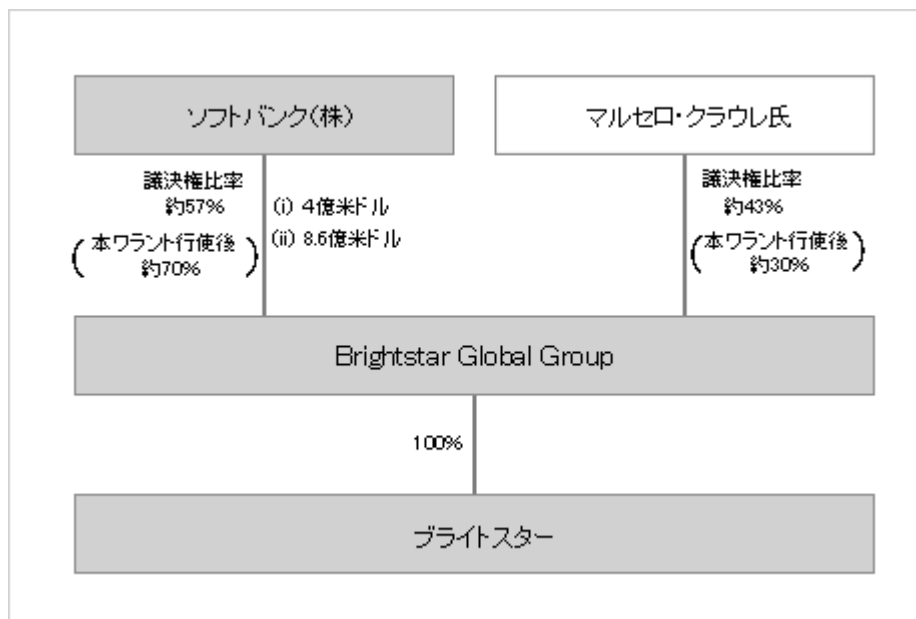 ソフトバンク(株)
マルセロ・クラウレ氏
議決権比率
約57%
(本ワラント行使後
約70%)
(i) 4億米ドル
(ii) 8.6億米ドル
議決権比率
約43%
(本ワラント行使後
約30%)
Brightstar Global Group
100%
ブライトスター